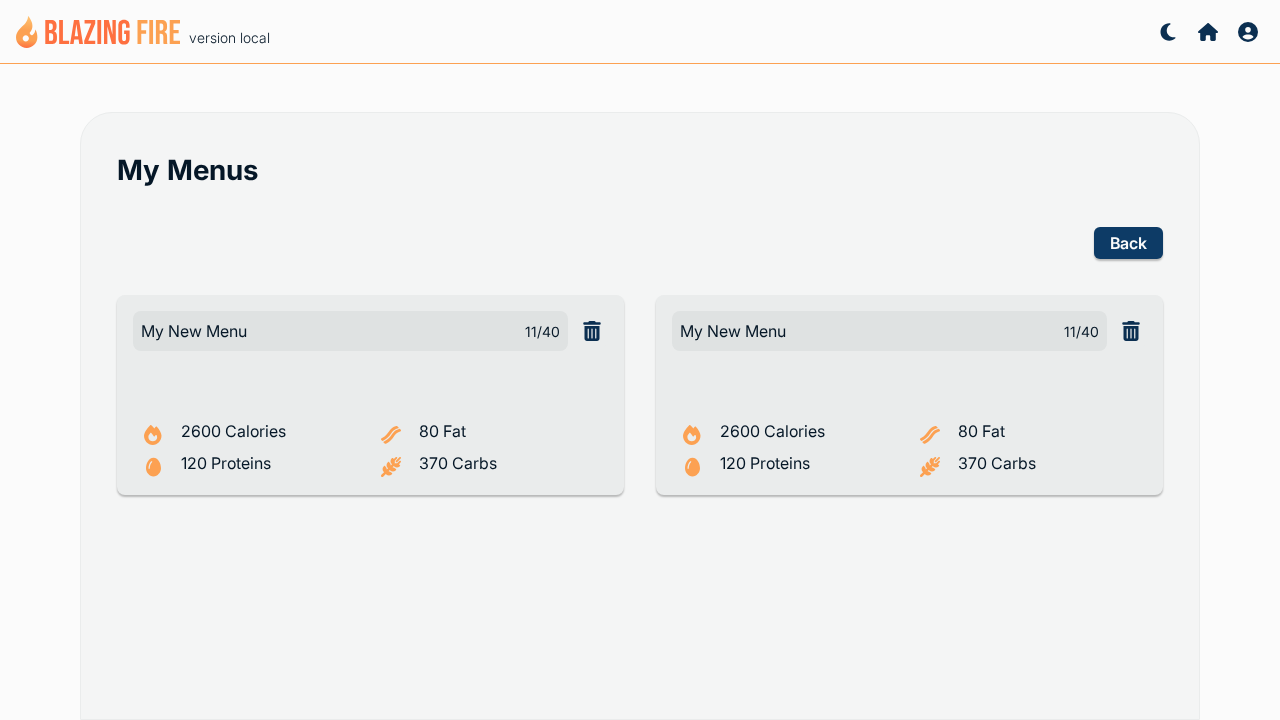 BLAZING FIRE version local
My Menus
Back
My New Menu 11/40
2600 Calories 80 Fat
120 Proteins 370 Carbs
My New Menu 11/40
2600 Calories 80 Fat
120 Proteins 370 Carbs